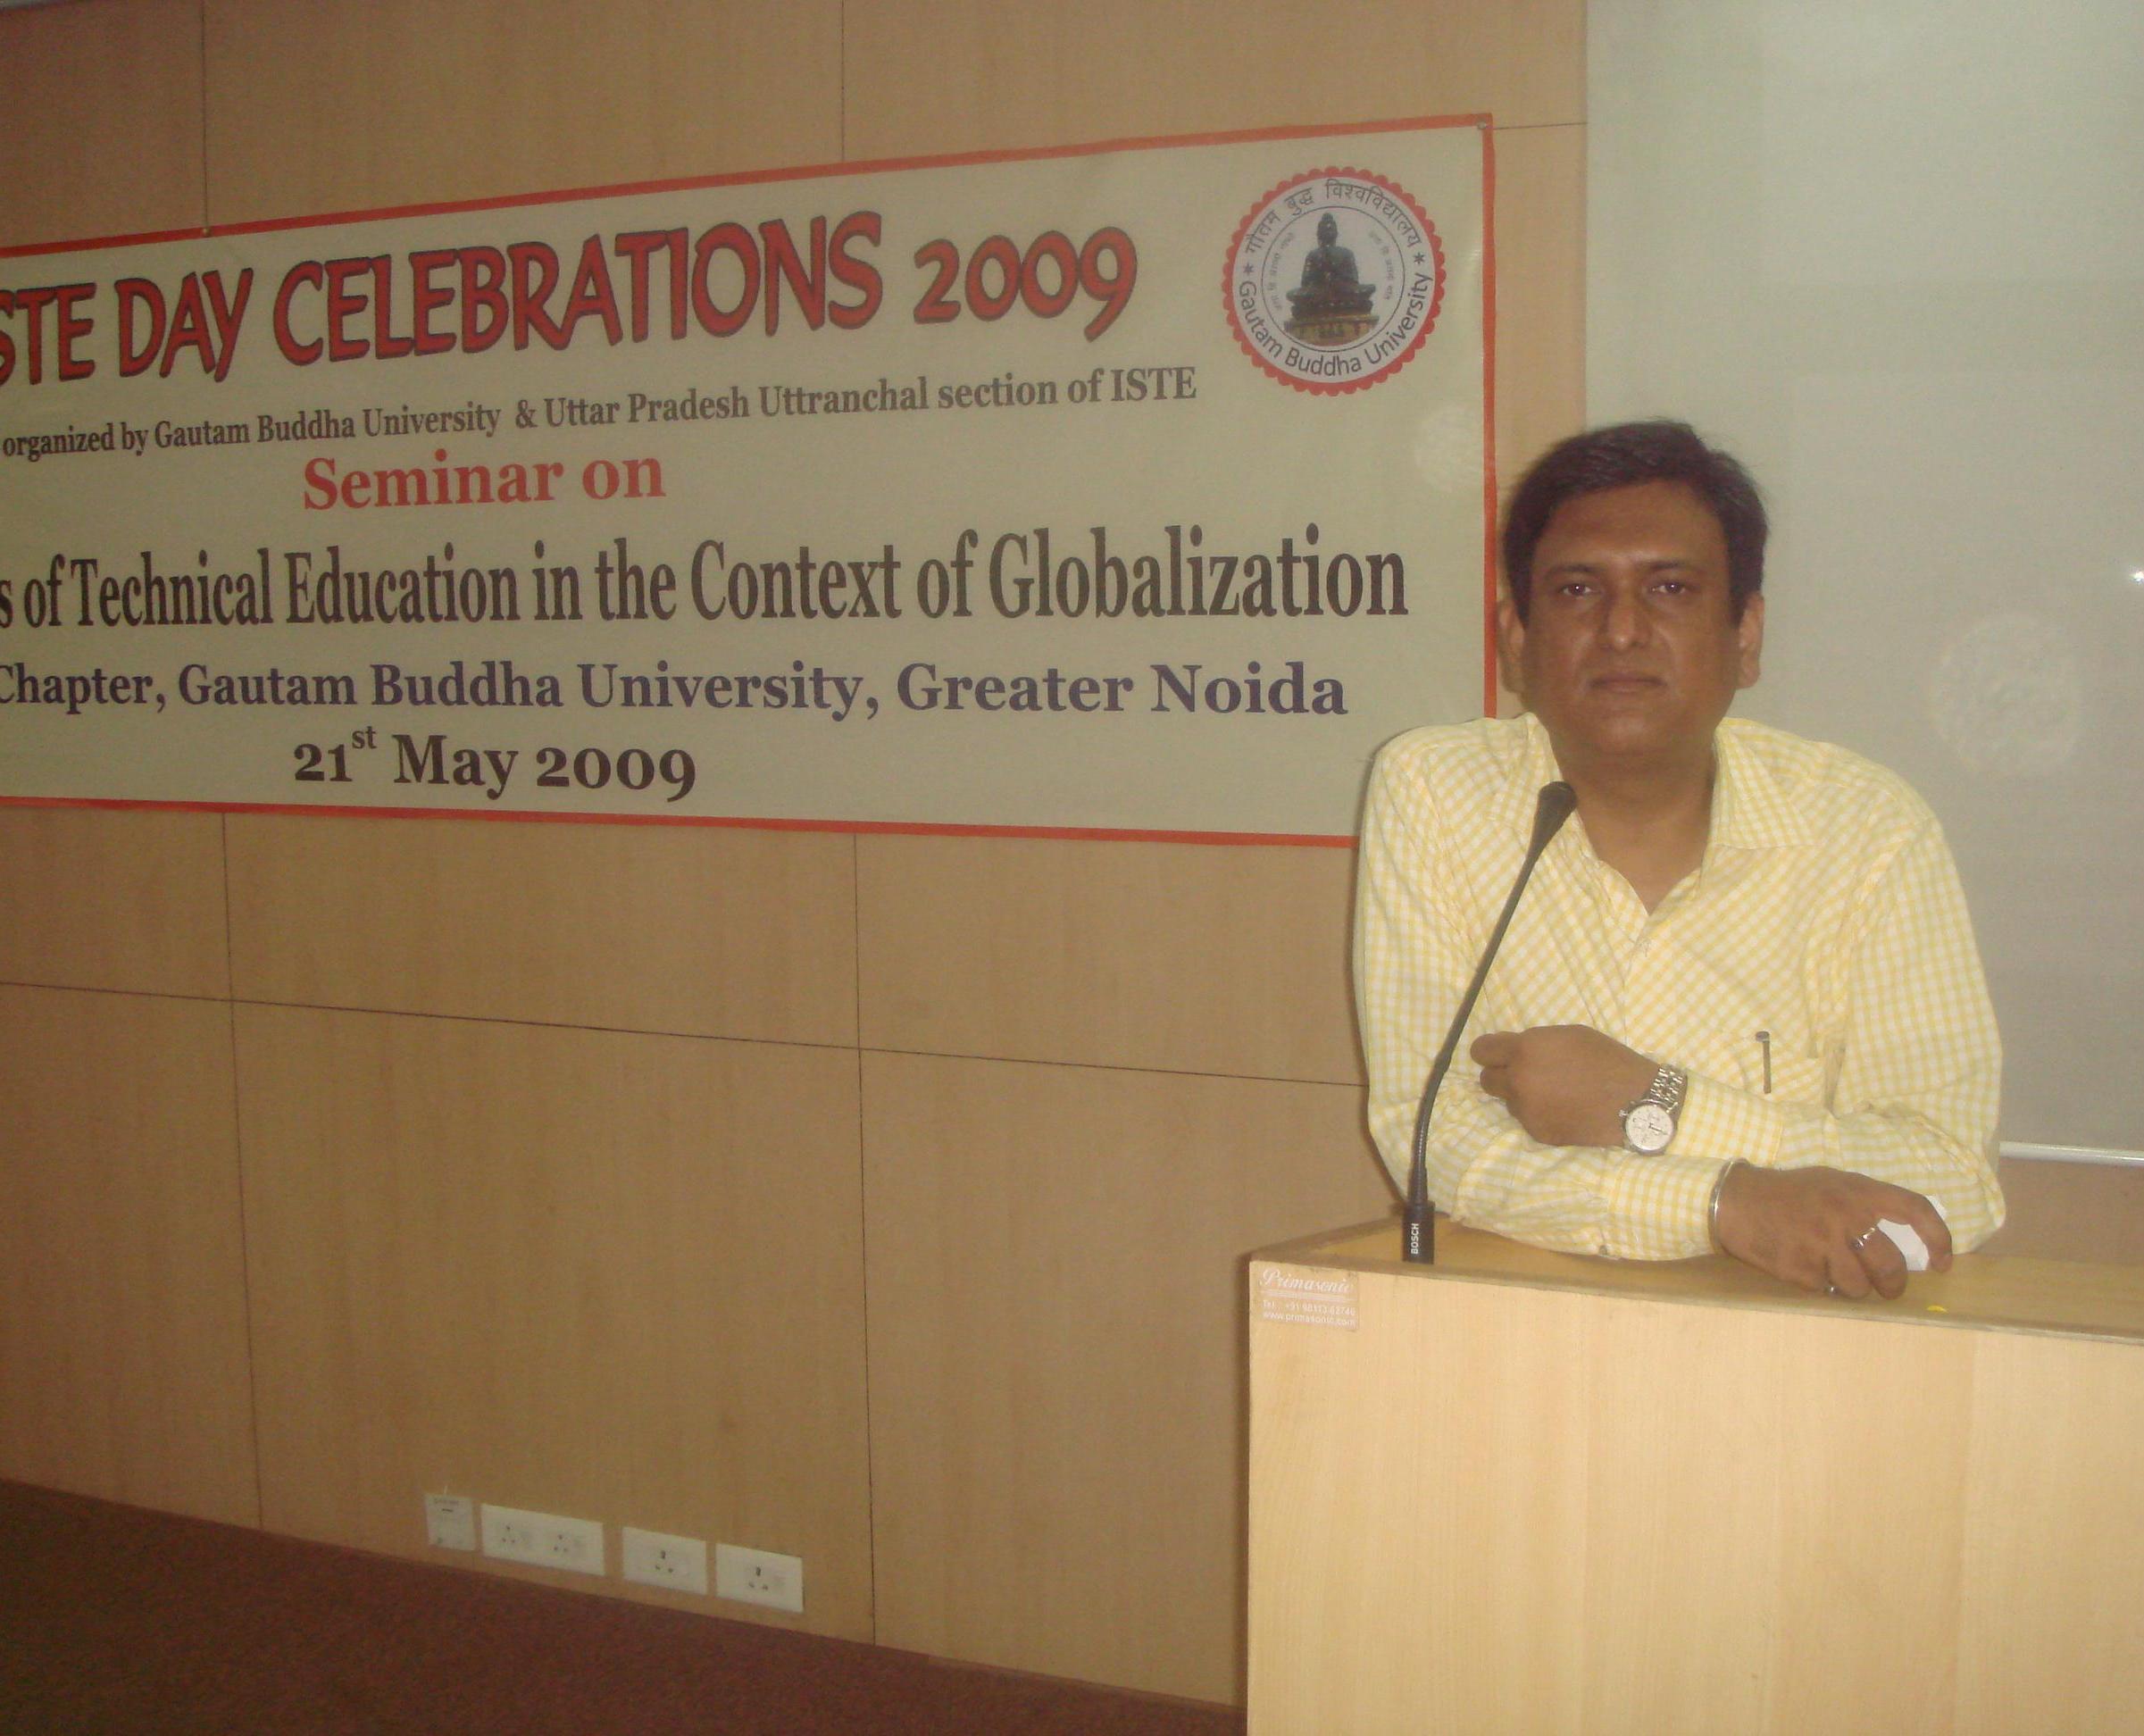 STE DAY CELEBRATIONS 2009
organized by Gautam Buddha University & Uttar Pradesh Uttranchal section of ISTE
Seminar on
s of Technical Education in the Context of Globalization
Chapter, Gautam Buddha University, Greater Noida
21st May 2009
गौतम बुद्ध विश्वविद्यालय
Gautam Buddha University
BOSCH
Primasonic